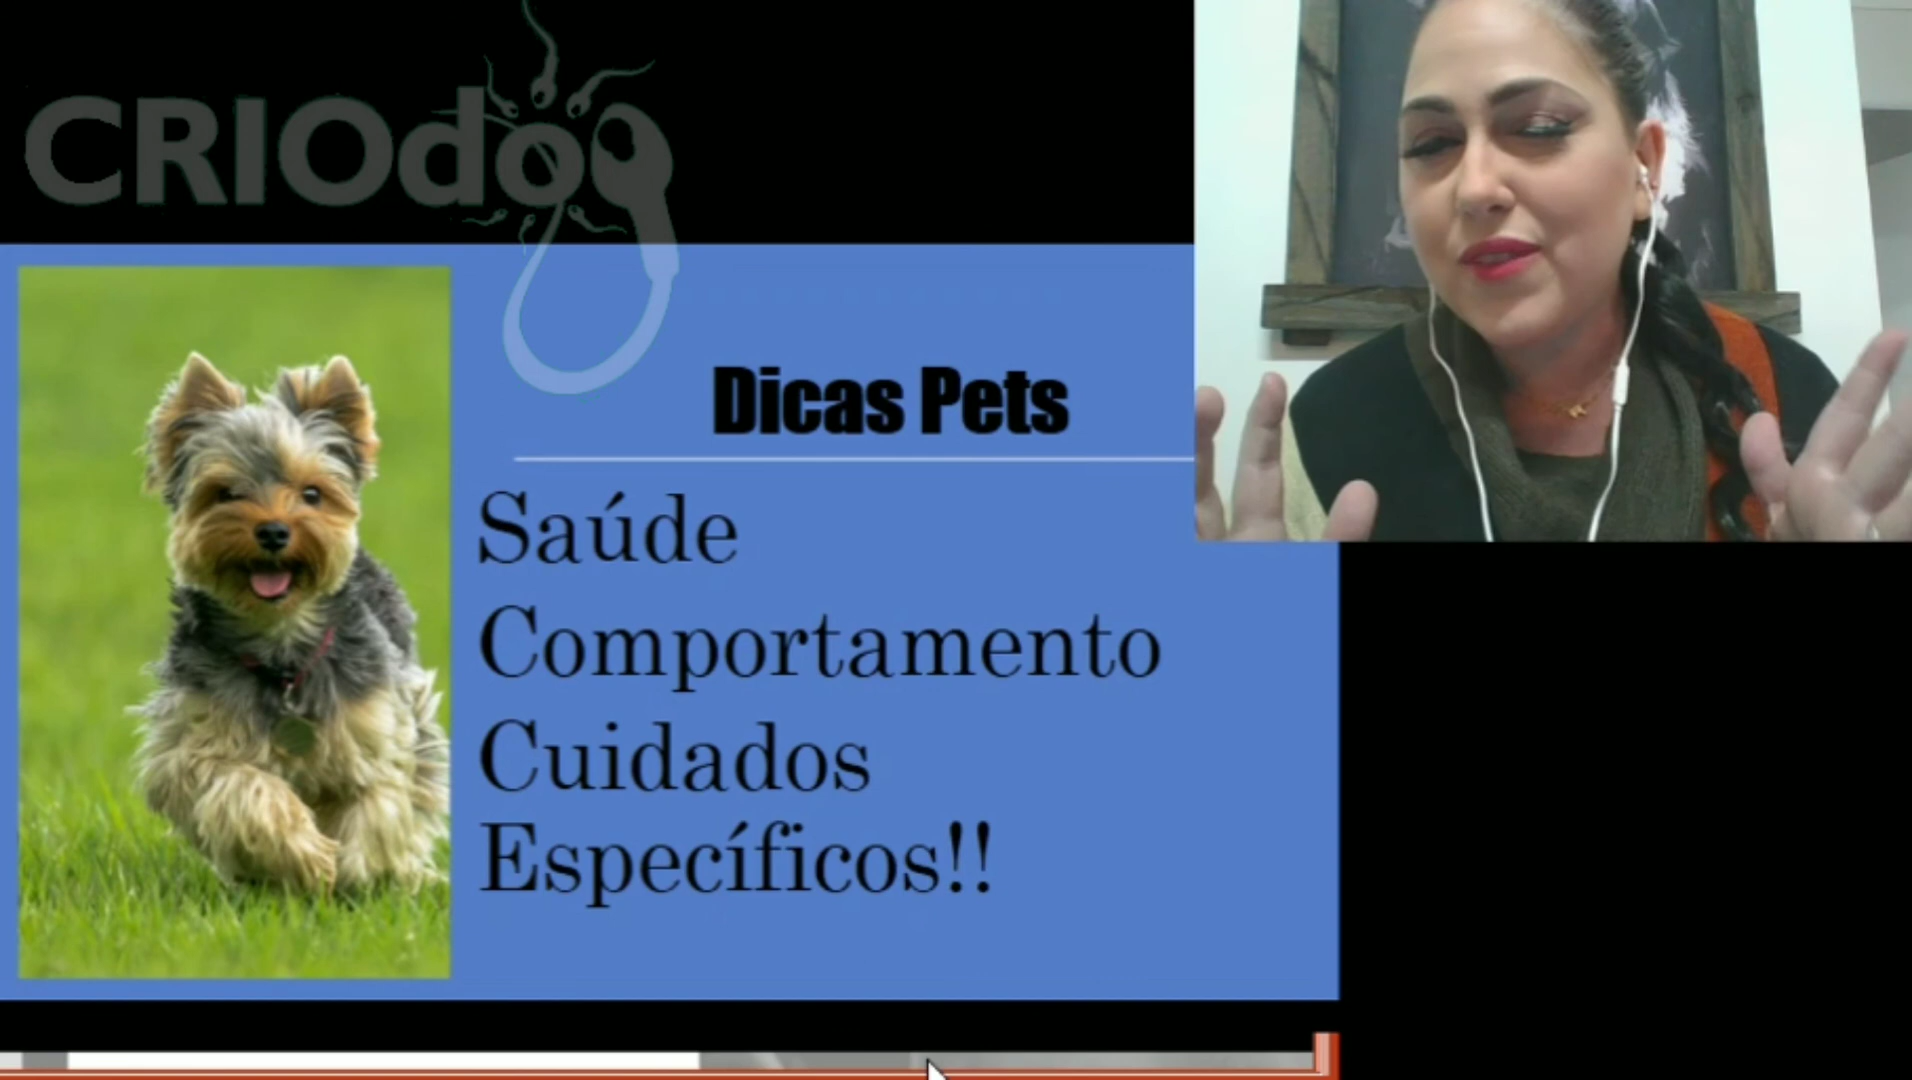 CRIOdog
Dicas Pets
Saúde
Comportamento
Cuidados
Específicos!!